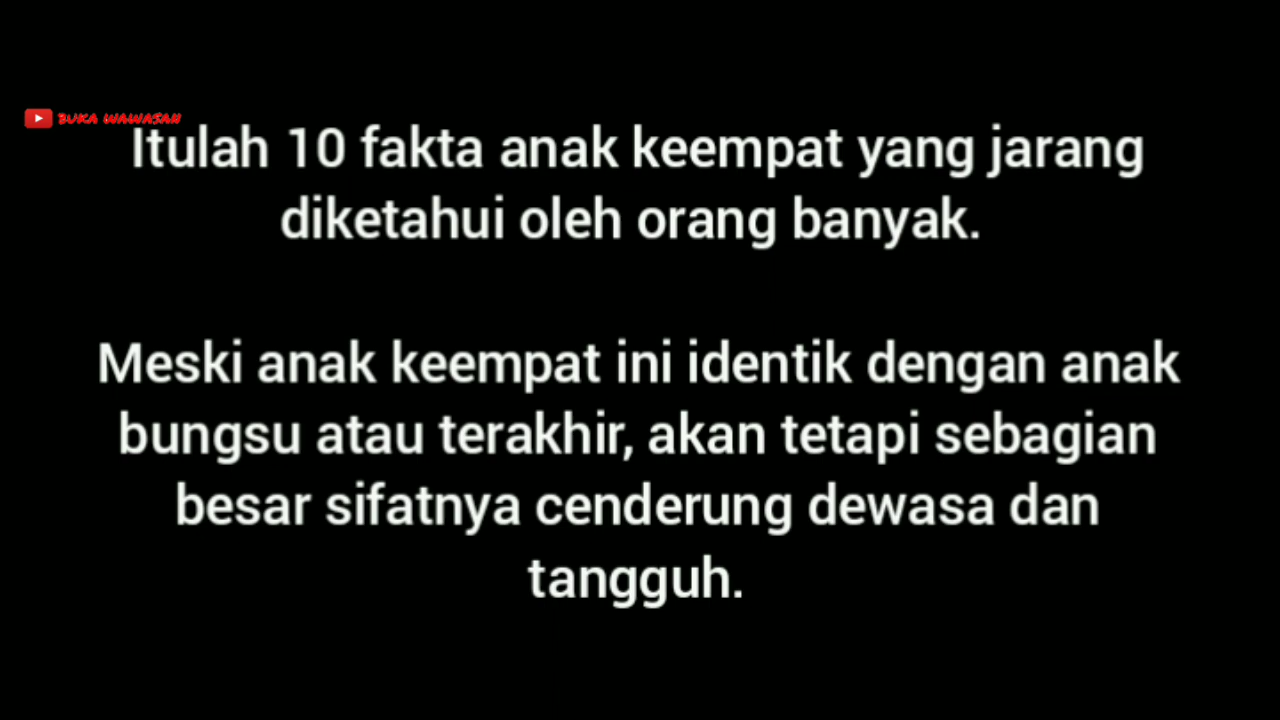 BUKA WAWASAN
Itulah 10 fakta anak keempat yang jarang
diketahui oleh orang banyak.
Meski anak keempat ini identik dengan anak
bungsu atau terakhir, akan tetapi sebagian
besar sifatnya cenderung dewasa dan
tangguh.